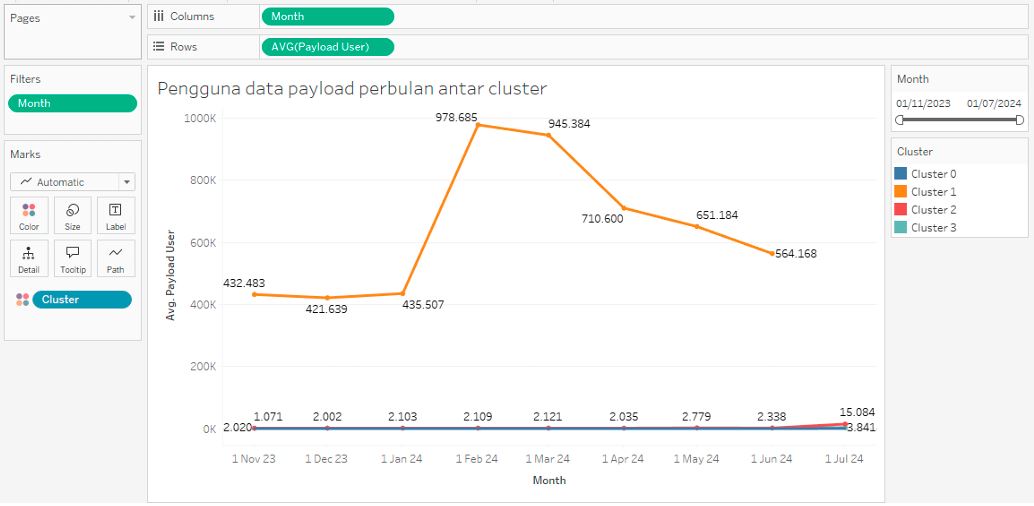 Pages
Columns
Month
Rows
AVG(Payload User)
Filters
Month
Marks
Automatic
Color
Size
Label
Detail
Tooltip
Path
Cluster
Pengguna data payload perbulan antar cluster
1000K
800K
600K
400K
200K
0K
Avg. Payload User
432.483
421.639
435.507
978.685
945.384
710.600
651.184
564.168
2.020
1.071
2.002
2.103
2.109
2.121
2.035
2.779
2.338
15.084
3.841
1 Nov 23
1 Dec 23
1 Jan 24
1 Feb 24
1 Mar 24
1 Apr 24
1 May 24
1 Jun 24
1 Jul 24
Month
Month
01/11/2023
01/07/2024
Cluster
Cluster 0
Cluster 1
Cluster 2
Cluster 3